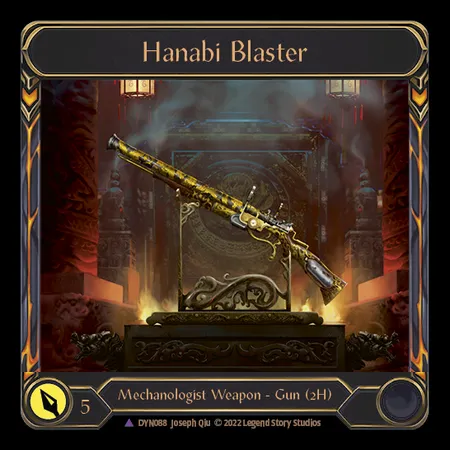 Hanabi Blaster
5
Mechanologist Weapon - Gun (2H)
DYN088 Joseph Qiu © 2022 Legend Story Studios